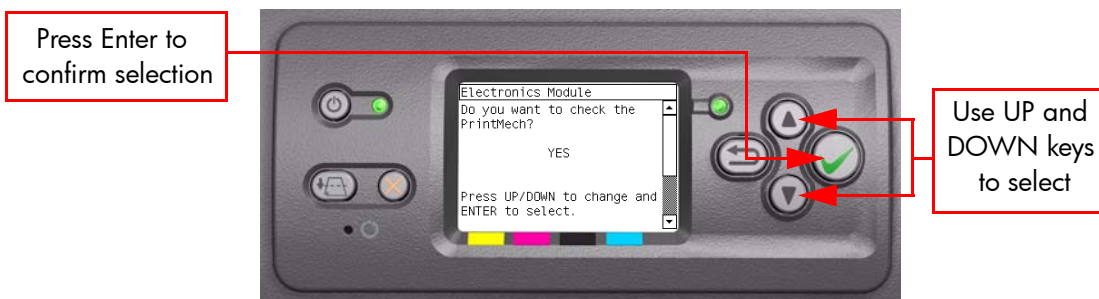 Press Enter to
confirm selection
Electronics Module
Do you want to check the
PrintMech?
YES
Press UP/DOWN to change and
ENTER to select.
Use UP and
DOWN keys
to select